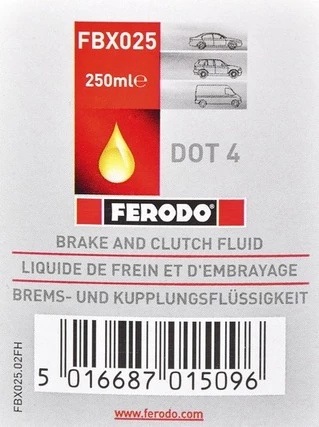 FBX025
250ml℮
DOT 4
FERODO®
BRAKE AND CLUTCH FLUID
LIQUIDE DE FREIN ET D'EMBRAYAGE
BREMS- UND KUPPLUNGSFLÜSSIGKEIT
FBX025.02FH
5 016687 015096
www.ferodo.com